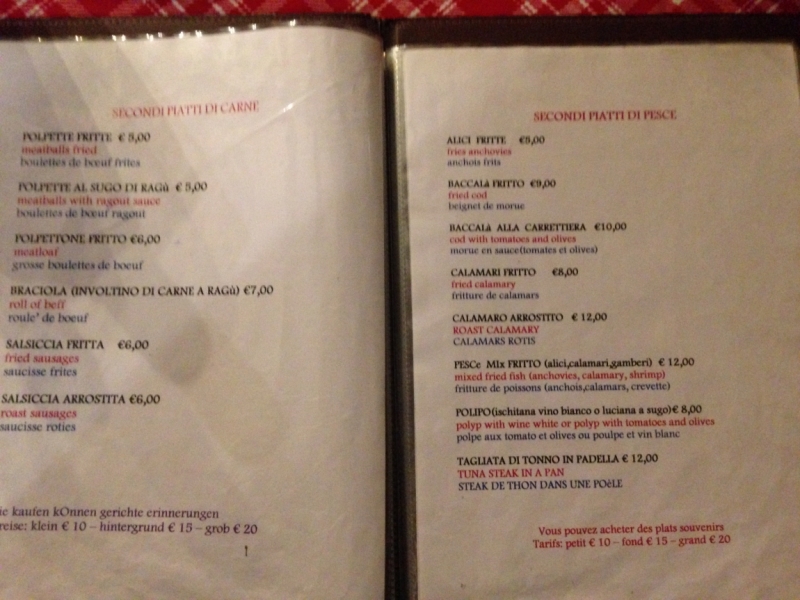 SECONDI PIATTI DI CARNE
POLPETTE FRITTE € 5,00
meatballs fried
boulettes de bœuf frites
POLPETTE AL SUGO DI RAGù € 5,00
meatballs with ragout sauce
boulettes de bœuf ragout
POLPETTONE FRITTO €6,00
meatloaf
grosse boulettes de boeuf
BRACIOLA (INVOLTINO DI CARNE A RAGù) €7,00
roll of beff
roule' de boeuf
SALSICCIA FRITTA €6,00
fried sausages
saucisse frites
SALSICCIA ARROSTITA €6,00
roast sausages
saucisse roties
ie kaufen kOnnen gerichte erinnerungen
reise: klein € 10 – hintergrund € 15 – grob € 20
1
SECONDI PIATTI DI PESCE
ALICI FRITTE €5,00
fries anchovies
anchois frits
BACCALà FRITTO €9,00
fried cod
beignet de morue
BACCALà ALLA CARRETTIERA €10,00
cod with tomatoes and olives
morue en sauce(tomates et olives)
CALAMARI FRITTO €8,00
fried calamary
fritture de calamars
CALAMARO ARROSTITO € 12,00
ROAST CALAMARY
CALAMARS ROTIS
PESCe MIx FRITTO (alici,calamari,gamberi) € 12,00
mixed fried fish (anchovies, calamary, shrimp)
fritture de poissons (anchois,calamars, crevette)
POLIPO(ischitana vino bianco o luciana a sugo)€ 8,00
polyp with wine white or polyp with tomatoes and olives
polpe aux tomato et olives ou poulpe et vin blanc
TAGLIATA DI TONNO IN PADELLA € 12,00
TUNA STEAK IN A PAN
STEAK DE THON DANS UNE POèLE
Vous pouvez acheter des plats souvenirs
Tarifs: petit € 10 – fond € 15 – grand € 20